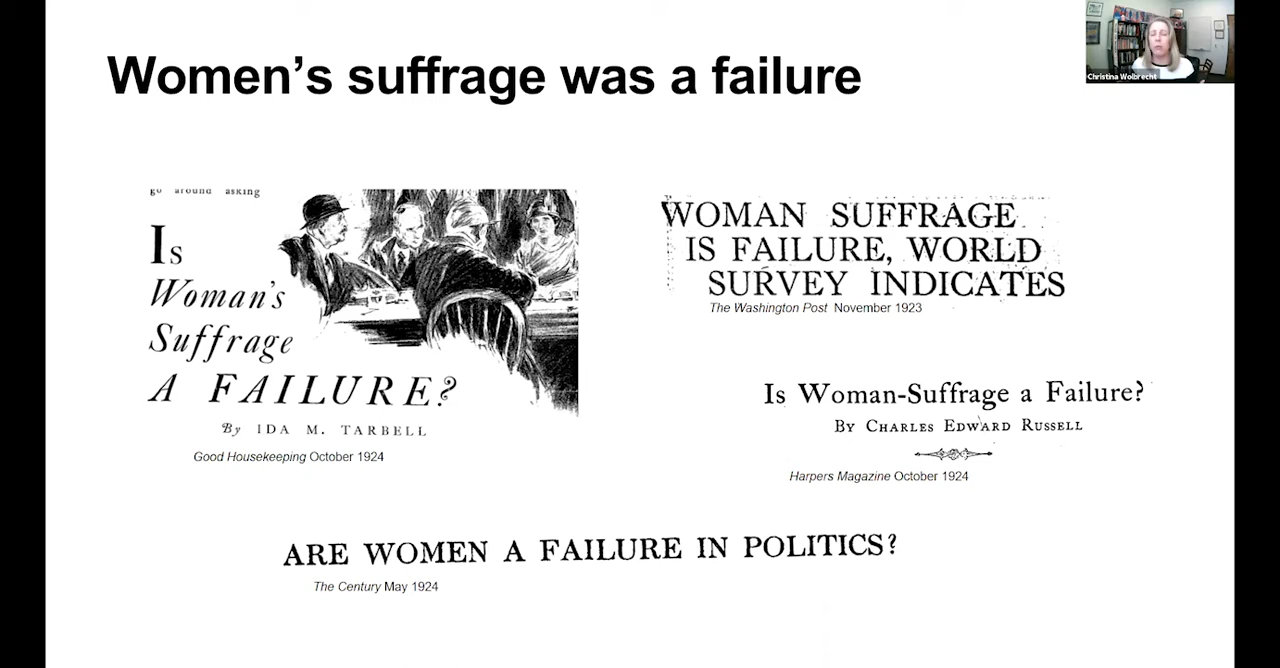 Women's suffrage was a failure
Christina Wolbrecht
go around asking
Is
Woman's
Suffrage
A FAILURE?
By IDA M. TARBELL
Good Housekeeping October 1924
WOMAN SUFFRAGE
IS FAILURE, WORLD
SURVEY INDICATES
The Washington Post November 1923
Is Woman-Suffrage a Failure?
By Charles Edward Russell
Harpers Magazine October 1924
ARE WOMEN A FAILURE IN POLITICS?
The Century May 1924